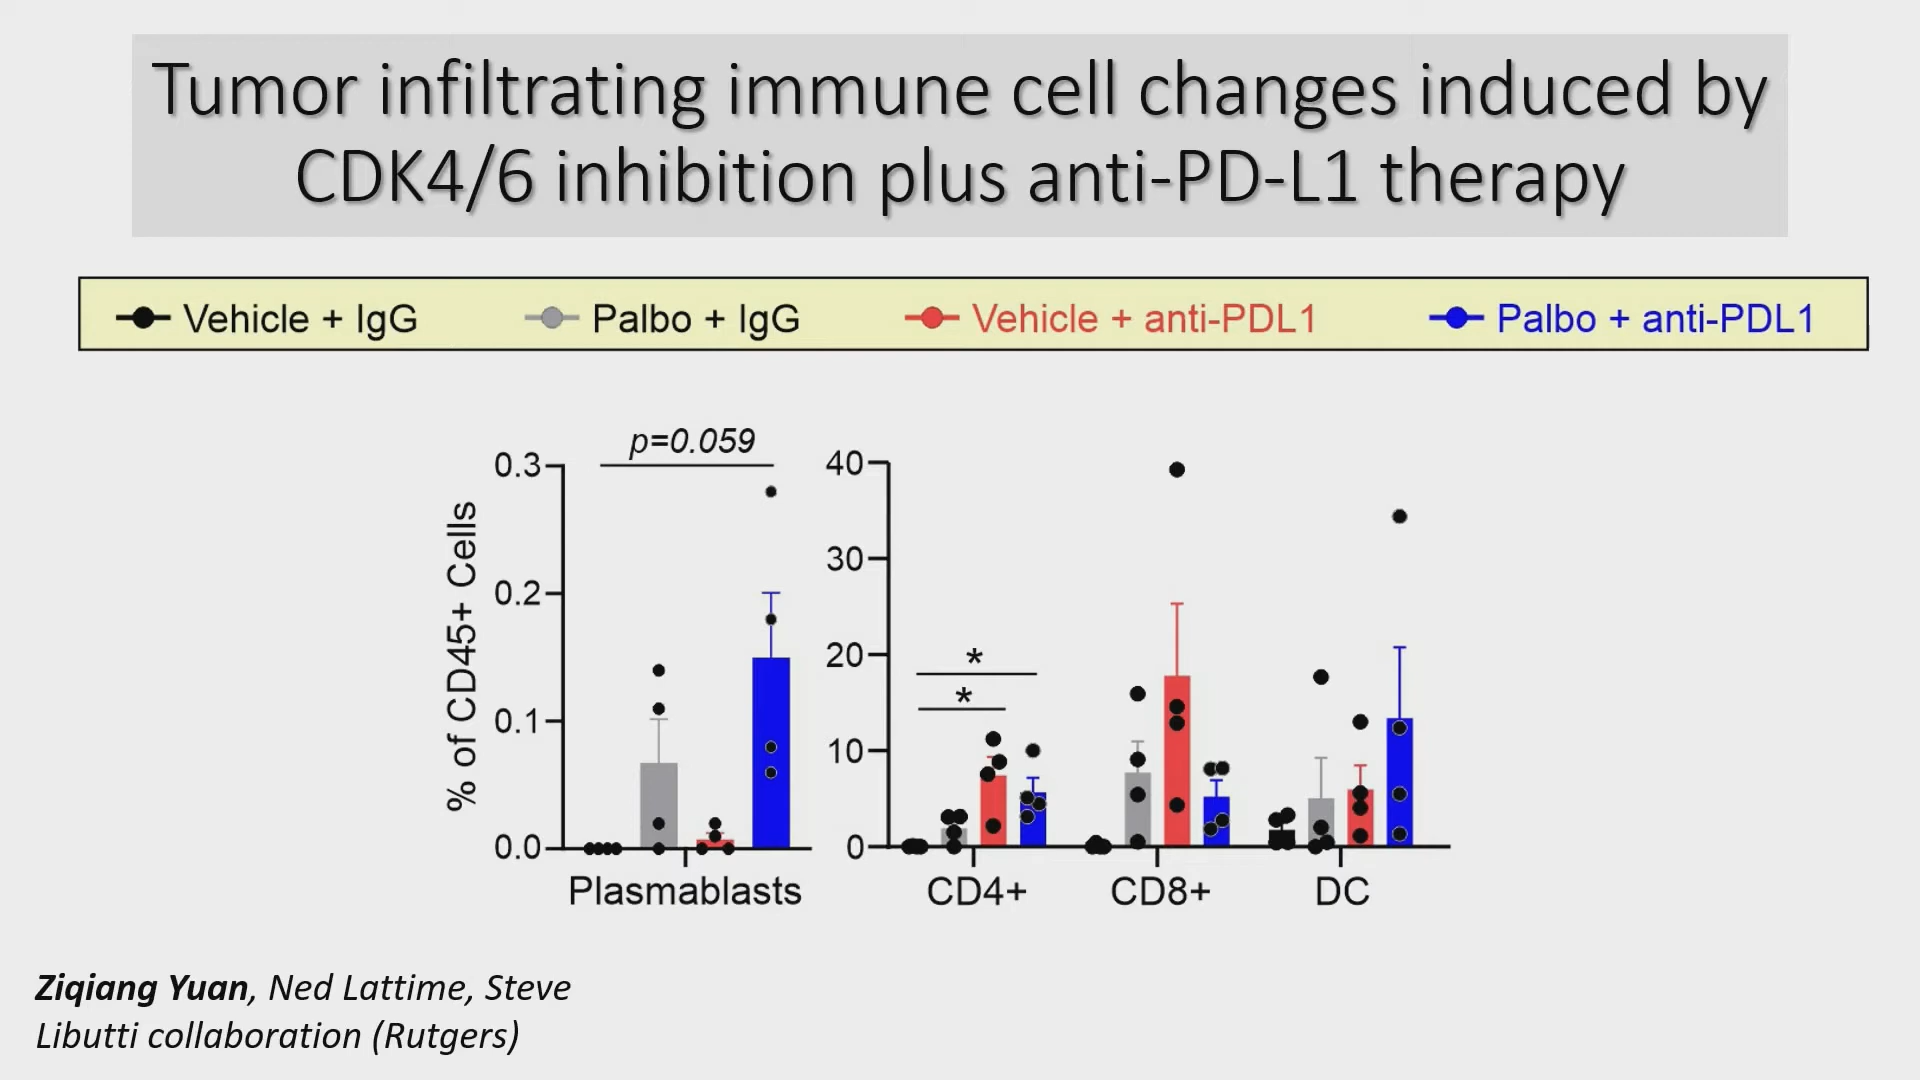 Tumor infiltrating immune cell changes induced by
CDK4/6 inhibition plus anti-PD-L1 therapy
Vehicle + IgG
Palbo + IgG
Vehicle + anti-PDL1
Palbo + anti-PDL1
% of CD45+ Cells
p=0.059
0.3
0.2
0.1
0.0
Plasmablasts
40
30
20
10
0
*
*
CD4+
CD8+
DC
Ziqiang Yuan, Ned Lattime, Steve
Libutti collaboration (Rutgers)